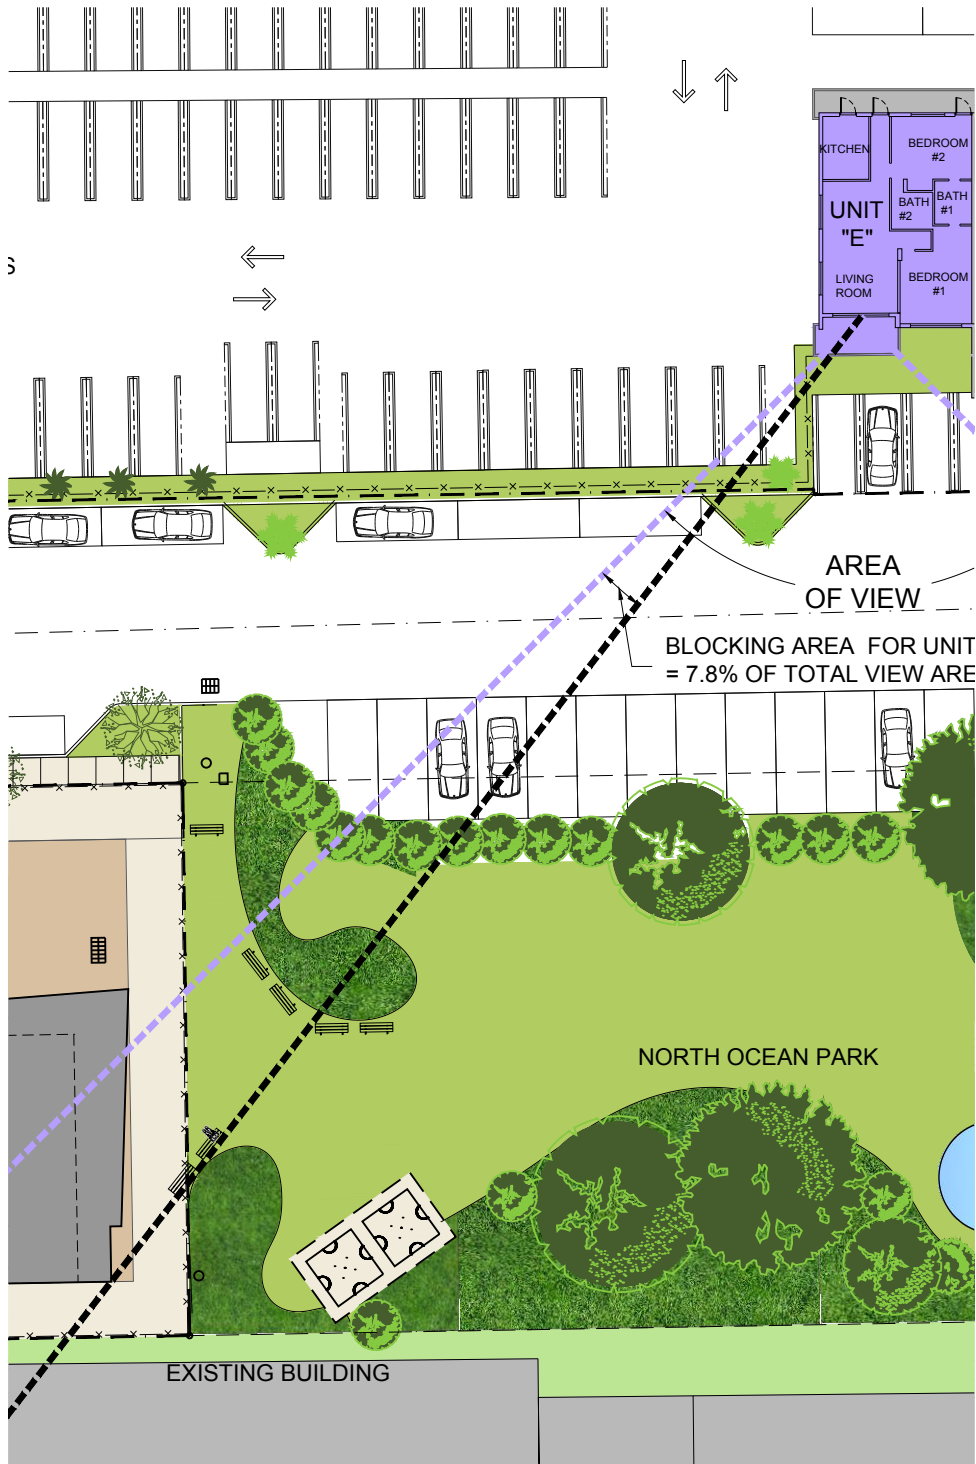 KITCHEN
BEDROOM
#2
BATH
#2
BATH
#1
UNIT
"E"
LIVING
ROOM
BEDROOM
#1
S
AREA
OF VIEW
BLOCKING AREA FOR UNIT
= 7.8% OF TOTAL VIEW ARE
NORTH OCEAN PARK
EXISTING BUILDING